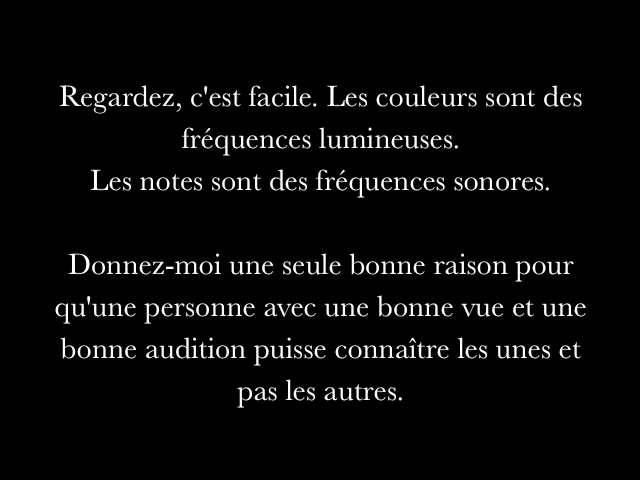 Regardez, c'est facile. Les couleurs sont des
fréquences lumineuses.
Les notes sont des fréquences sonores.
Donnez-moi une seule bonne raison pour
qu'une personne avec une bonne vue et une
bonne audition puisse connaître les unes et
pas les autres.